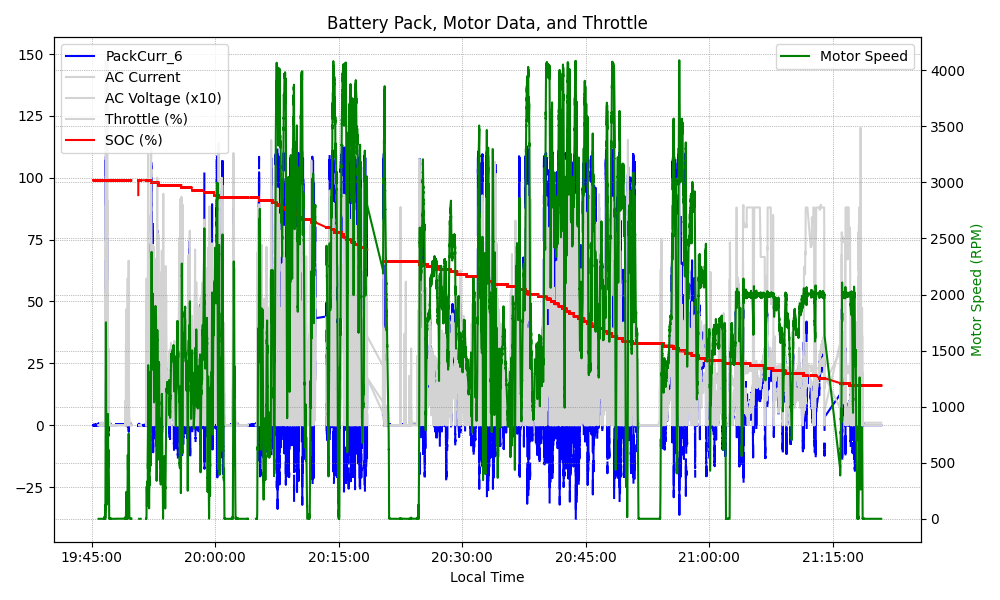 Battery Pack, Motor Data, and Throttle
PackCurr_6
AC Current
AC Voltage (x10)
Throttle (%)
SOC (%)
Motor Speed
150
125
100
75
50
25
0
−25
4000
3500
3000
2500
2000
1500
1000
500
0
Motor Speed (RPM)
19:45:00
20:00:00
20:15:00
20:30:00
20:45:00
21:00:00
21:15:00
Local Time